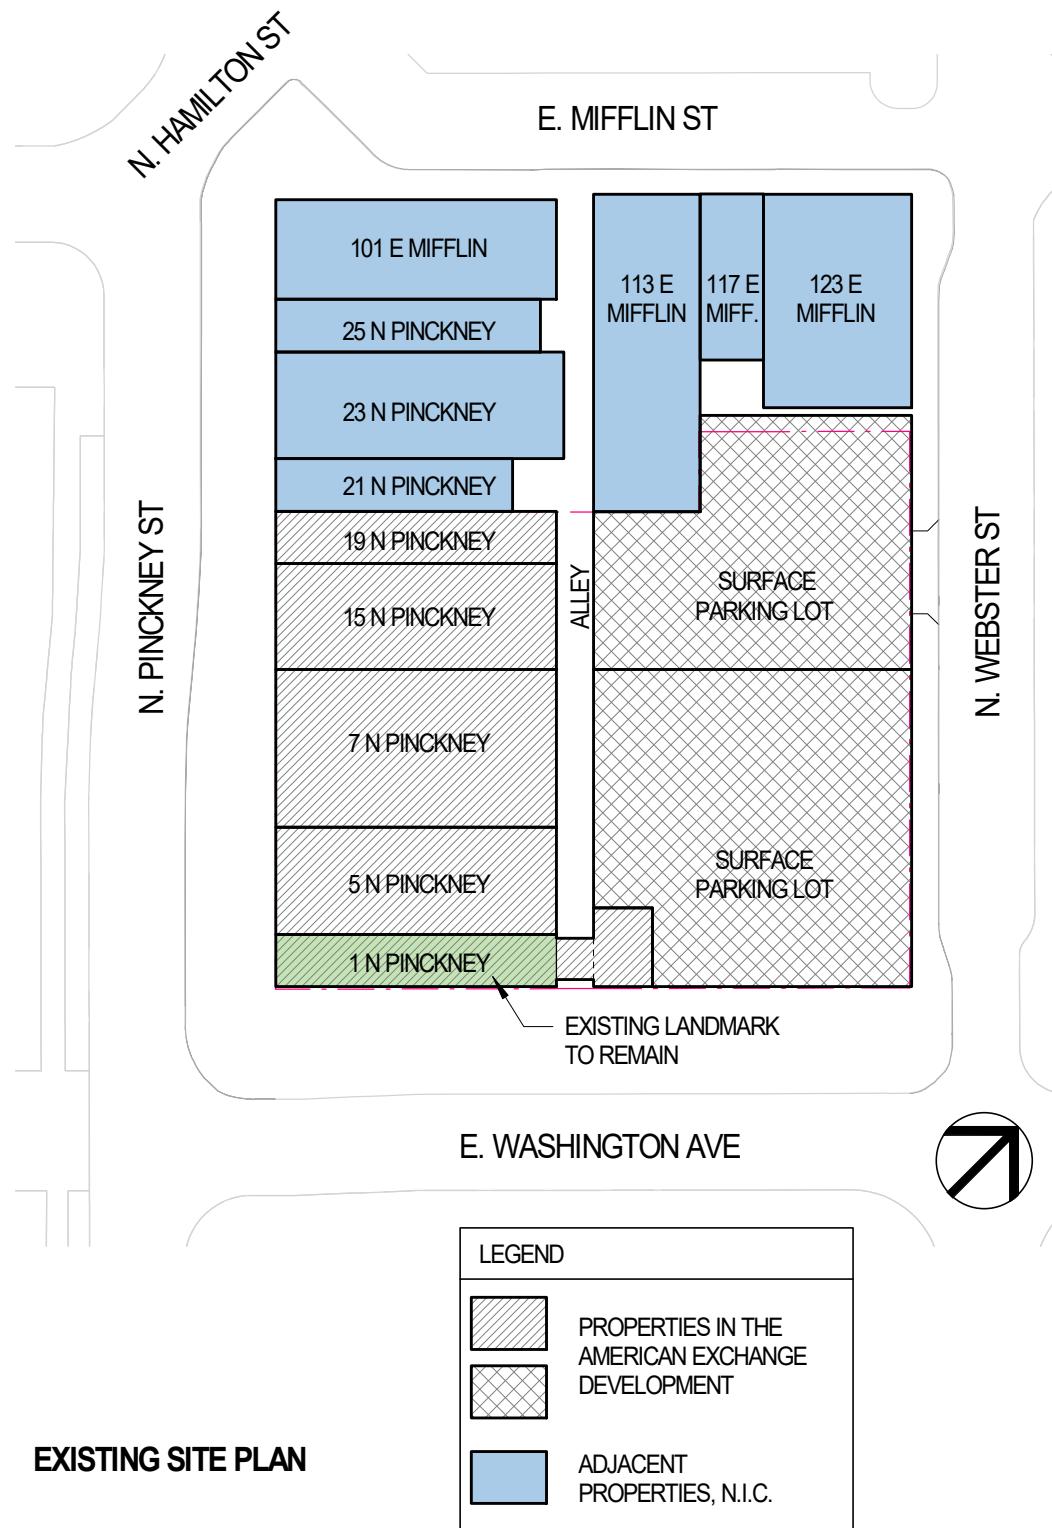 N. HAMILTON ST
E. MIFFLIN ST
101 E MIFFLIN
25 N PINCKNEY
23 N PINCKNEY
21 N PINCKNEY
19 N PINCKNEY
15 N PINCKNEY
7 N PINCKNEY
5 N PINCKNEY
1 N PINCKNEY
113 E
MIFFLIN
117 E
MIFF.
123 E
MIFFLIN
N. PINCKNEY ST
ALLEY
SURFACE
PARKING LOT
SURFACE
PARKING LOT
N. WEBSTER ST
EXISTING LANDMARK
TO REMAIN
E. WASHINGTON AVE
LEGEND
PROPERTIES IN THE
AMERICAN EXCHANGE
DEVELOPMENT
ADJACENT
PROPERTIES, N.I.C.
EXISTING SITE PLAN